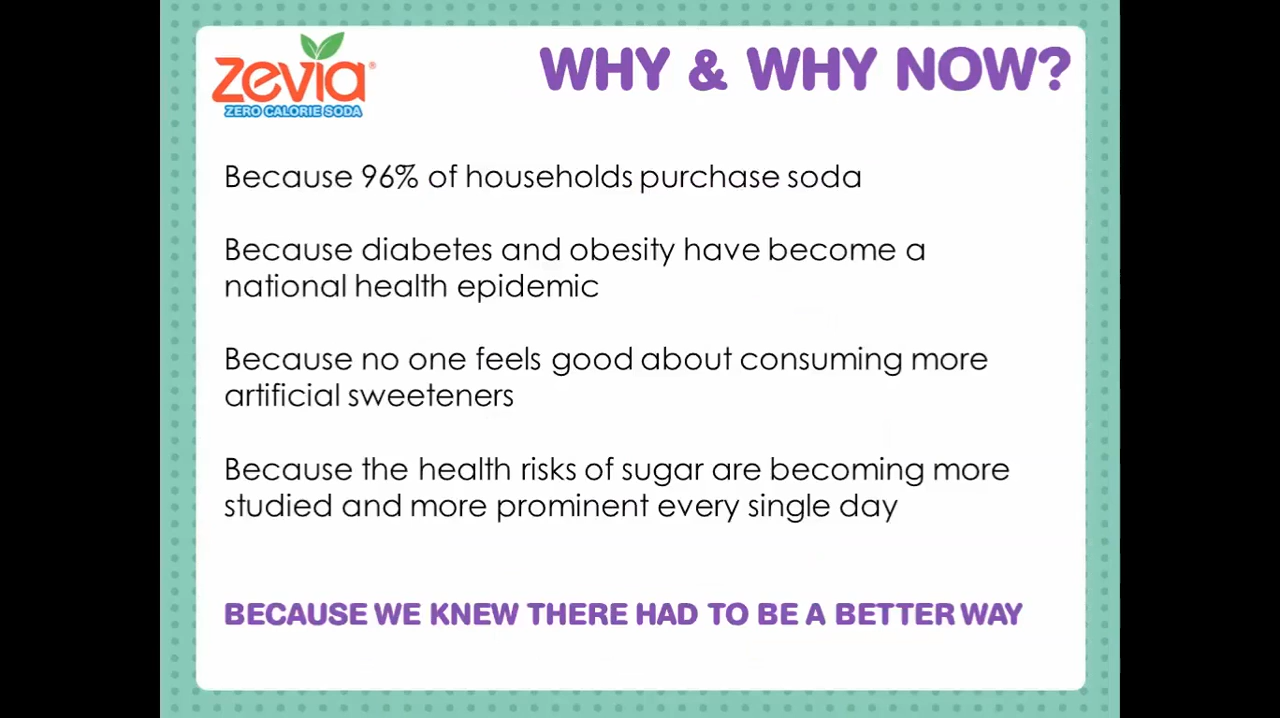 zevia®
ZERO CALORIE SODA
WHY & WHY NOW?
Because 96% of households purchase soda
Because diabetes and obesity have become a
national health epidemic
Because no one feels good about consuming more
artificial sweeteners
Because the health risks of sugar are becoming more
studied and more prominent every single day
BECAUSE WE KNEW THERE HAD TO BE A BETTER WAY